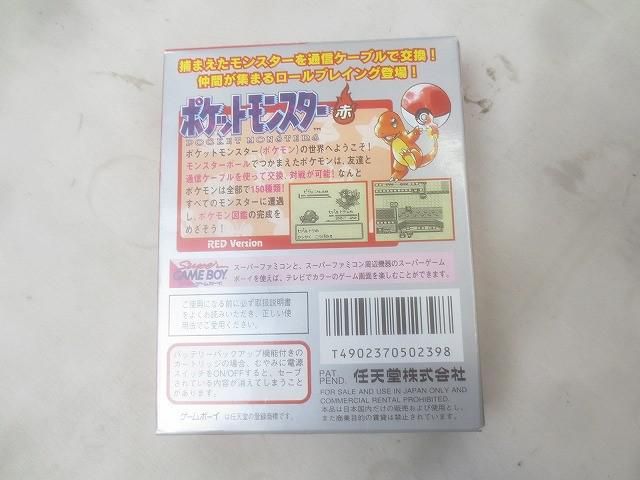 捕まえたモンスターを通信ケーブルで交換!
仲間が集まるロールプレイング登場!
ポケットモンスター 赤
POCKET MONSTERS
TM
ポケットモンスター(ポケモン)の世界へようこそ!
モンスターボールでつかまえたポケモンは、友達と
通信ケーブルを使って交換、対戦が可能! なんと
ポケモンは全部で150種類!
すべてのモンスターに遭遇
し、ポケモン図鑑の完成を
めざそう!
RED Version
Super
GAME BOY
スーパーファミコンと、スーパーファミコン周辺機器のスーパーゲーム
ボーイを使えば、テレビでカラーのゲーム画面を楽しむことができます。
ご使用になる前に必ず取扱説明書
をよくお読みいただき、正しい使
用法でご愛用ください。
バッテリーバックアップ機能付きの
カートリッジの場合、むやみに電源
スイッチをON/OFFすると、セーブ
されている内容が消えてしまうことが
あります。
ゲームボーイ は任天堂の登録商標です。
T4902370502398
PAT.
PEND.
任天堂株式会社
FOR SALE AND USE IN JAPAN ONLY AND
COMMERCIAL RENTAL PROHIBITED.
本品は日本国内だけの販売および使用とし、
また商業目的の賃貸は禁止されています。